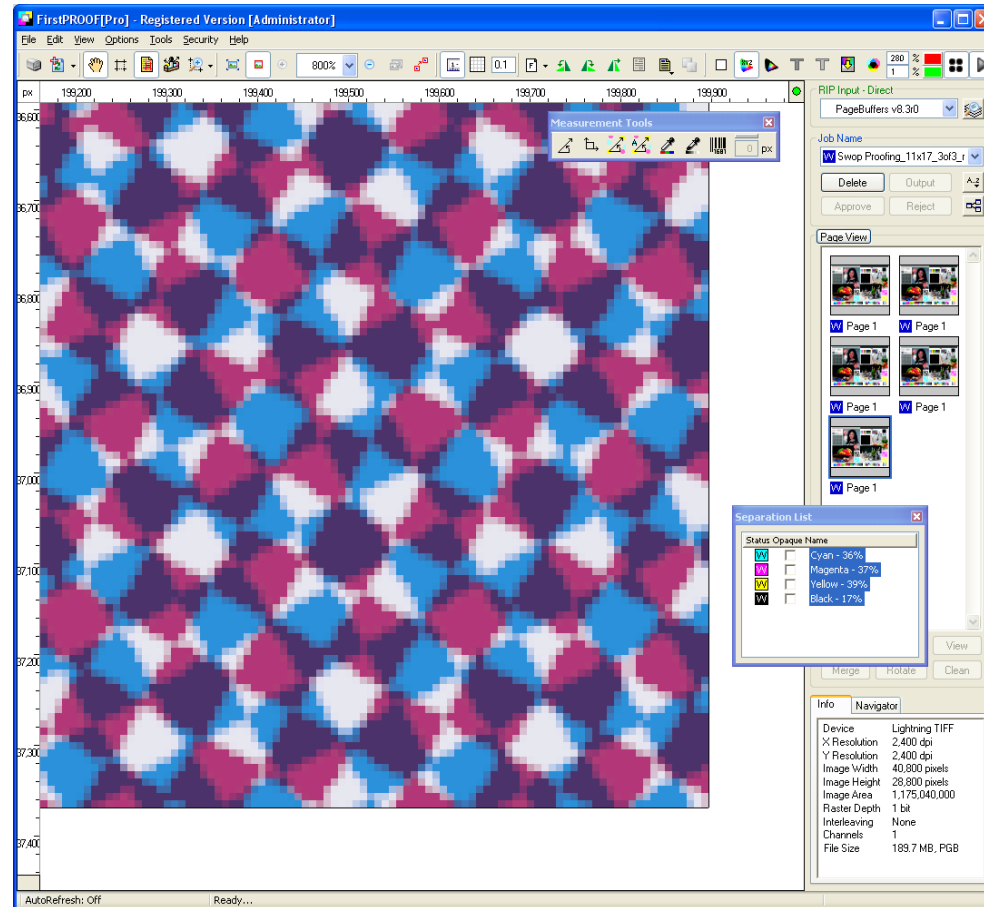 FirstPROOF[Pro] - Registered Version [Administrator]
File Edit View Options Tools Security Help
800% 0.1 280 % 1 %
px 199,200 199,300 199,400 199,500 199,600 199,700 199,800 199,900
36,600
36,700
36,800
36,900
37,000
37,100
37,200
37,300
37,400
Measurement Tools
0 px
RIP Input - Direct
PageBuffers v8.3r0
Job Name
W Swop Proofing_11x17_3of3_r
Delete Output
Approve Reject
Page View
W Page 1 W Page 1
W Page 1 W Page 1
W Page 1
Separation List
Status Opaque Name
W Cyan - 36%
W Magenta - 37%
W Yellow - 39%
W Black - 17%
View
Merge Rotate Clean
Info Navigator
Device Lightning TIFF
X Resolution 2,400 dpi
Y Resolution 2,400 dpi
Image Width 40,800 pixels
Image Height 28,800 pixels
Image Area 1,175,040,000
Raster Depth 1 bit
Interleaving None
Channels 1
File Size 189.7 MB, PGB
AutoRefresh: Off Ready...